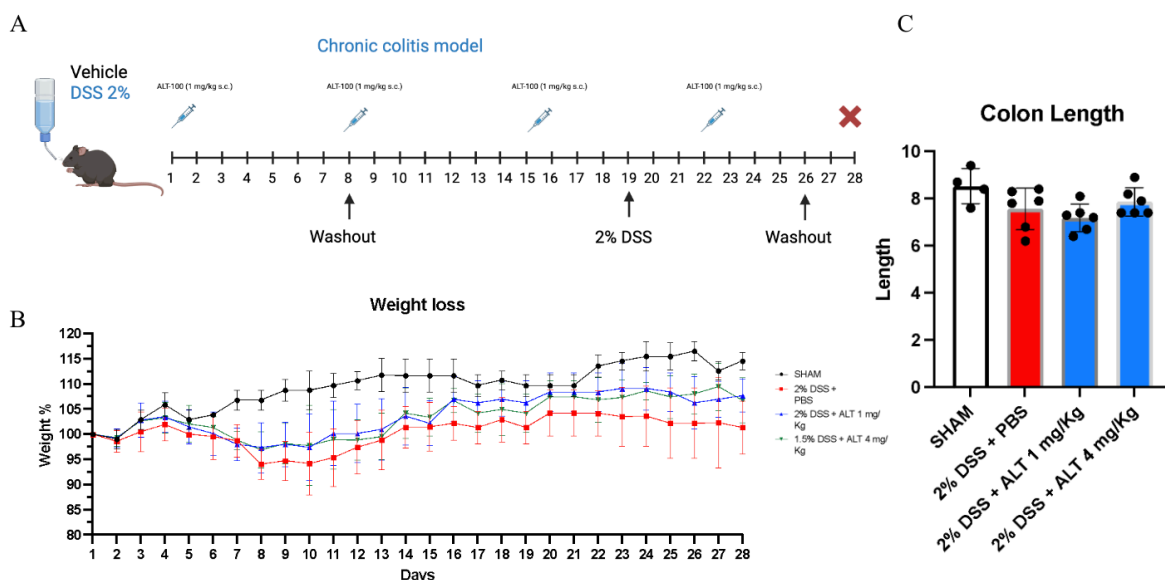 A
Chronic colitis model
Vehicle
DSS 2%
ALT-100 (1 mg/kg s.c.)
ALT-100 (1 mg/kg s.c.)
ALT-100 (1 mg/kg s.c.)
ALT-100 (1 mg/kg s.c.)
1 2 3 4 5 6 7 8 9 10 11 12 13 14 15 16 17 18 19 20 21 22 23 24 25 26 27 28
Washout
2% DSS
Washout
B
Weight loss
Weight %
120
115
110
105
100
95
90
85
80
1 2 3 4 5 6 7 8 9 10 11 12 13 14 15 16 17 18 19 20 21 22 23 24 25 26 27 28
Days
SHAM
2% DSS +
PBS
2% DSS + ALT 1 mg/
Kg
1.5% DSS + ALT 4 mg/
Kg
C
Colon Length
Length
10
8
6
4
2
0
SHAM
2% DSS + PBS
2% DSS + ALT 1 mg/Kg
2% DSS + ALT 4 mg/Kg